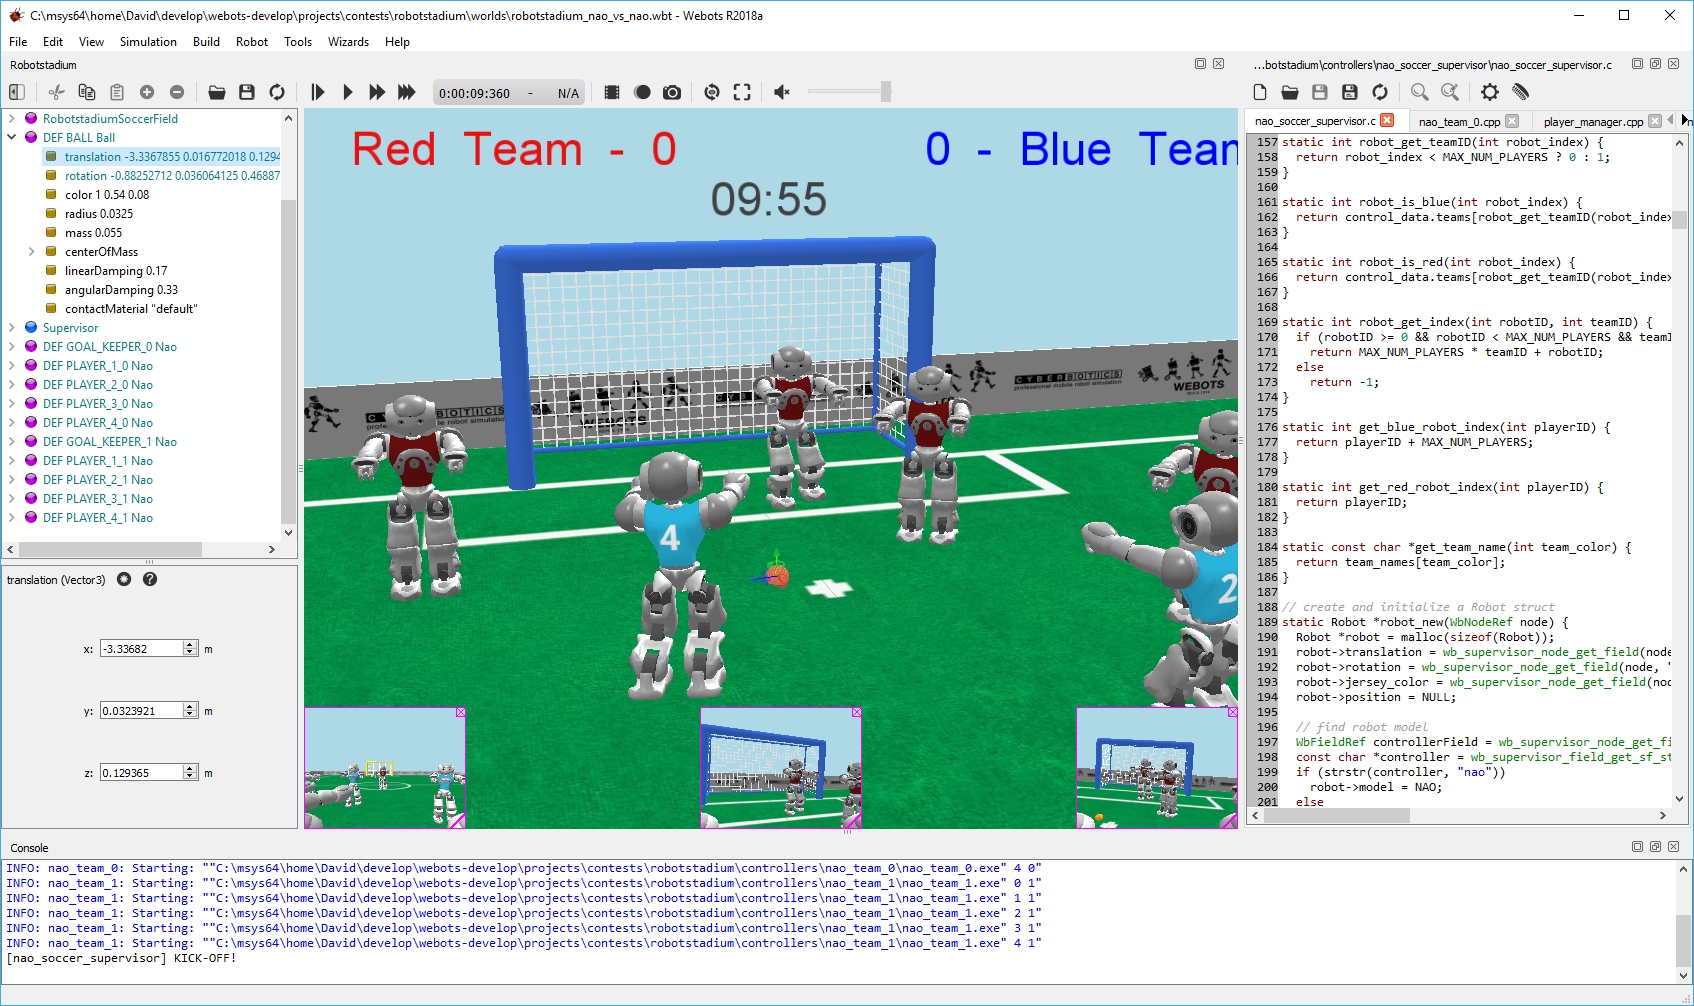 C:\msys64\home\David\develop\webots-develop\projects\contests\robotstadium\worlds\robotstadium_nao_vs_nao.wbt - Webots R2018a
File Edit View Simulation Build Robot Tools Wizards Help
Robotstadium
0:00:09:360 - N/A
RobotstadiumSoccerField
DEF BALL Ball
translation -3.3367855 0.016772018 0.1294
rotation -0.88252712 0.036064125 0.46887
color 1 0.54 0.08
radius 0.0325
mass 0.055
centerOfMass
linearDamping 0.17
angularDamping 0.33
contactMaterial "default"
Supervisor
DEF GOAL_KEEPER_0 Nao
DEF PLAYER_1_0 Nao
DEF PLAYER_2_0 Nao
DEF PLAYER_3_0 Nao
DEF PLAYER_4_0 Nao
DEF GOAL_KEEPER_1 Nao
DEF PLAYER_1_1 Nao
DEF PLAYER_2_1 Nao
DEF PLAYER_3_1 Nao
DEF PLAYER_4_1 Nao
translation (Vector3)
x: -3.33682 m
y: 0.0323921 m
z: 0.129365 m
Red Team - 0
0 - Blue Team
09:55
CYBERBOTICS
professional mobile robot simulation
WEBOTS
CYBERBOTICS
professional mobile robot simulation
WEBOTS
4
2
...botstadium\controllers\nao_soccer_supervisor\nao_soccer_supervisor.c
nao_soccer_supervisor.c nao_team_0.cpp player_manager.cpp
157 static int robot_get_teamID(int robot_index) {
158 return robot_index < MAX_NUM_PLAYERS ? 0 : 1;
159 }
160
161 static int robot_is_blue(int robot_index) {
162 return control_data.teams[robot_get_teamID(robot_index
163 }
164
165 static int robot_is_red(int robot_index) {
166 return control_data.teams[robot_get_teamID(robot_index
167 }
168
169 static int robot_get_index(int robotID, int teamID) {
170 if (robotID >= 0 && robotID < MAX_NUM_PLAYERS && teamI
171 return MAX_NUM_PLAYERS * teamID + robotID;
172 else
173 return -1;
174 }
175
176 static int get_blue_robot_index(int playerID) {
177 return playerID + MAX_NUM_PLAYERS;
178 }
179
180 static int get_red_robot_index(int playerID) {
181 return playerID;
182 }
183
184 static const char *get_team_name(int team_color) {
185 return team_names[team_color];
186 }
187
188 // create and initialize a Robot struct
189 static Robot *robot_new(WbNodeRef node) {
190 Robot *robot = malloc(sizeof(Robot));
191 robot->translation = wb_supervisor_node_get_field(node
192 robot->rotation = wb_supervisor_node_get_field(node, "
193 robot->jersey_color = wb_supervisor_node_get_field(nod
194 robot->position = NULL;
195
196 // find robot model
197 WbFieldRef controllerField = wb_supervisor_node_get_fi
198 const char *controller = wb_supervisor_field_get_sf_st
199 if (strstr(controller, "nao"))
200 robot->model = NAO;
201 else
Console
INFO: nao_team_0: Starting: ""C:\msys64\home\David\develop\webots-develop\projects\contests\robotstadium\controllers\nao_team_0\nao_team_0.exe" 4 0"
INFO: nao_team_1: Starting: ""C:\msys64\home\David\develop\webots-develop\projects\contests\robotstadium\controllers\nao_team_1\nao_team_1.exe" 0 1"
INFO: nao_team_1: Starting: ""C:\msys64\home\David\develop\webots-develop\projects\contests\robotstadium\controllers\nao_team_1\nao_team_1.exe" 1 1"
INFO: nao_team_1: Starting: ""C:\msys64\home\David\develop\webots-develop\projects\contests\robotstadium\controllers\nao_team_1\nao_team_1.exe" 2 1"
INFO: nao_team_1: Starting: ""C:\msys64\home\David\develop\webots-develop\projects\contests\robotstadium\controllers\nao_team_1\nao_team_1.exe" 3 1"
INFO: nao_team_1: Starting: ""C:\msys64\home\David\develop\webots-develop\projects\contests\robotstadium\controllers\nao_team_1\nao_team_1.exe" 4 1"
[nao_soccer_supervisor] KICK-OFF!